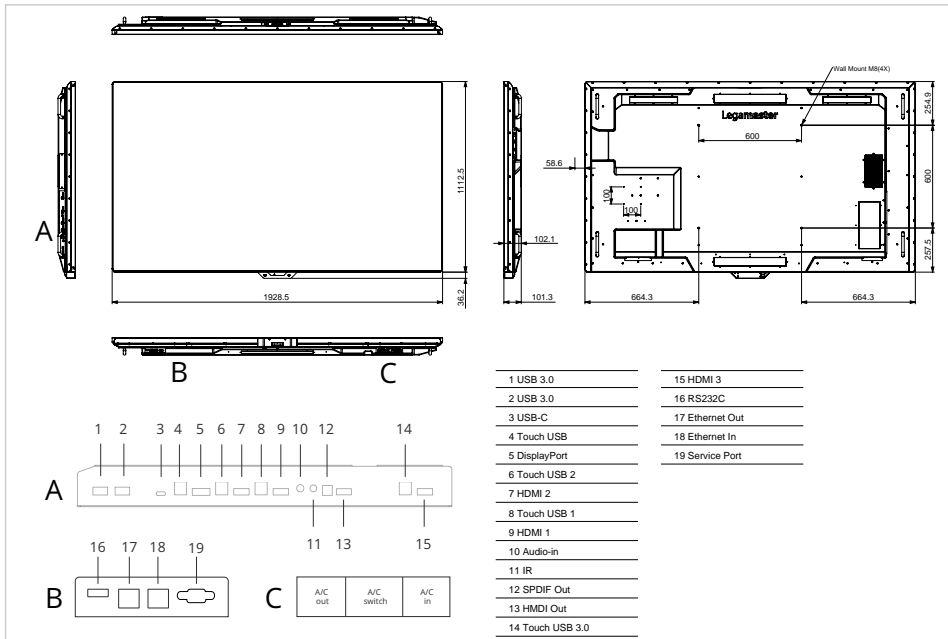 Wall Mount M8(4X)
Legamaster
254.9
600
58.6
600
100
100
1112.5
A
102.1
257.5
36.2
1928.5
101.3
664.3
664.3
B
C
1 USB 3.0
2 USB 3.0
3 USB-C
4 Touch USB
5 DisplayPort
6 Touch USB 2
7 HDMI 2
8 Touch USB 1
9 HDMI 1
10 Audio-in
11 IR
12 SPDIF Out
13 HMDI Out
14 Touch USB 3.0
15 HDMI 3
16 RS232C
17 Ethernet Out
18 Ethernet In
19 Service Port
1 2 3 4 5 6 7 8 9 10 12 14
A
11 13 15
16 17 18 19
B
C
A/C out
A/C switch
A/C in